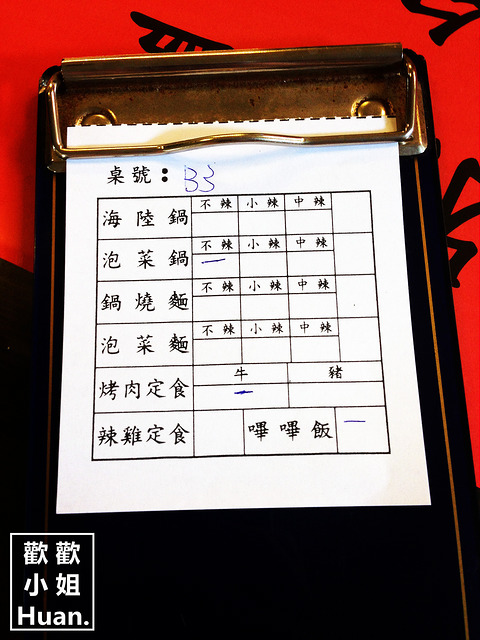 桌號：B3
海陸鍋 不辣 小辣 中辣
泡菜鍋 不辣 小辣 中辣
一
鍋燒麵 不辣 小辣 中辣
泡菜麵 不辣 小辣 中辣
烤肉定食 牛 豬
一
辣雞定食 嗶嗶飯 一
歡歡
小姐
Huan.